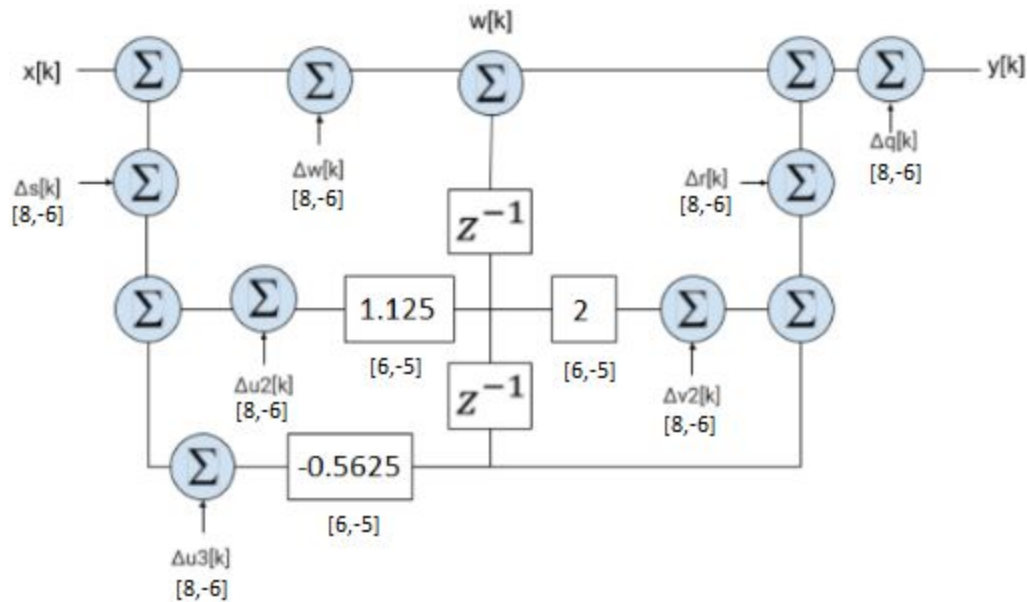 w[k]
x[k] Σ Σ Σ Σ Σ y[k]
Δw[k]
[8,-6]
Δq[k]
[8,-6]
Δs[k] Σ
[8,-6]
Δr[k] Σ
[8,-6]
z⁻¹
Σ Σ 1.125 2 Σ Σ
[6,-5] [6,-5]
Δu2[k]
[8,-6]
z⁻¹
Δv2[k]
[8,-6]
Σ -0.5625
[6,-5]
Δu3[k]
[8,-6]